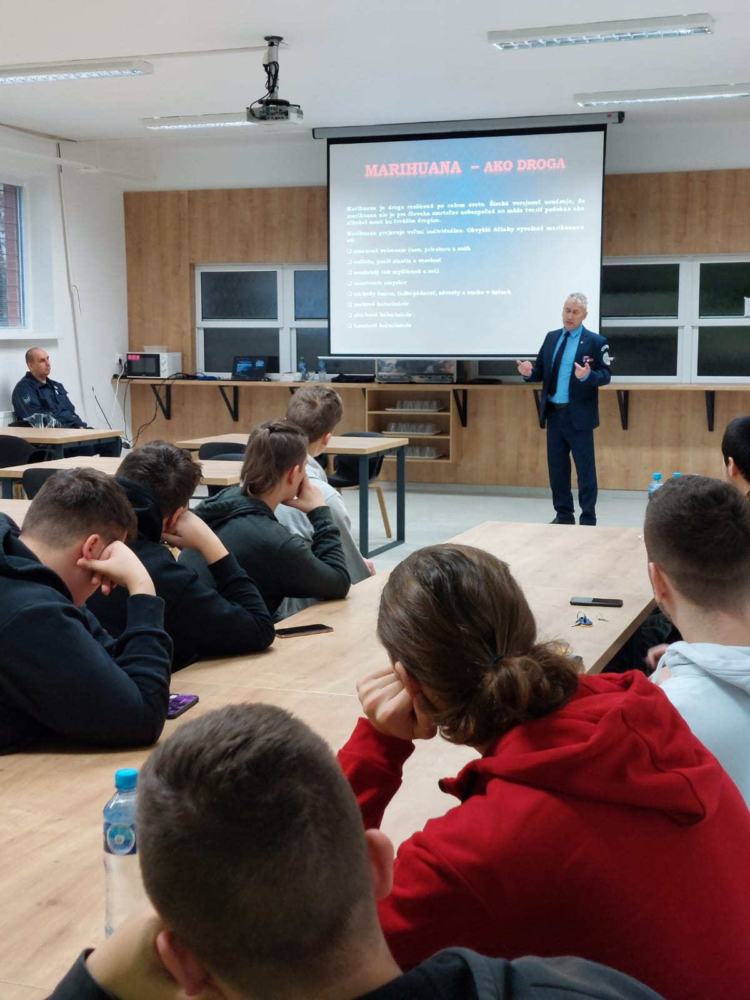 MARIHUANA – AKO DROGA
Marihuana je droga rozšírená po celom svete. Široká verejnosť usudzuje, že
marihuana nie je pre človeka smrteľne nebezpečná no môže tvoriť podobne ako
alkohol most ku tvrdším drogám.
Marihuana prejavuje veľmi individuálne. Obvyklé účinky vyvolané marihuanou
sú:
❑ zmenené vnímanie času, priestoru a osôb
❑ eufória, pocit šťastia a veselosť
❑ nesúvislý tok myšlienok a reči
❑ zaostrenie zmyslov
❑ niekedy únava, ťažkopádnosť, závraty a sucho v ústach
❑ zrakové halucinácie
❑ sluchové halucinácie
❑ hmatové halucinácie